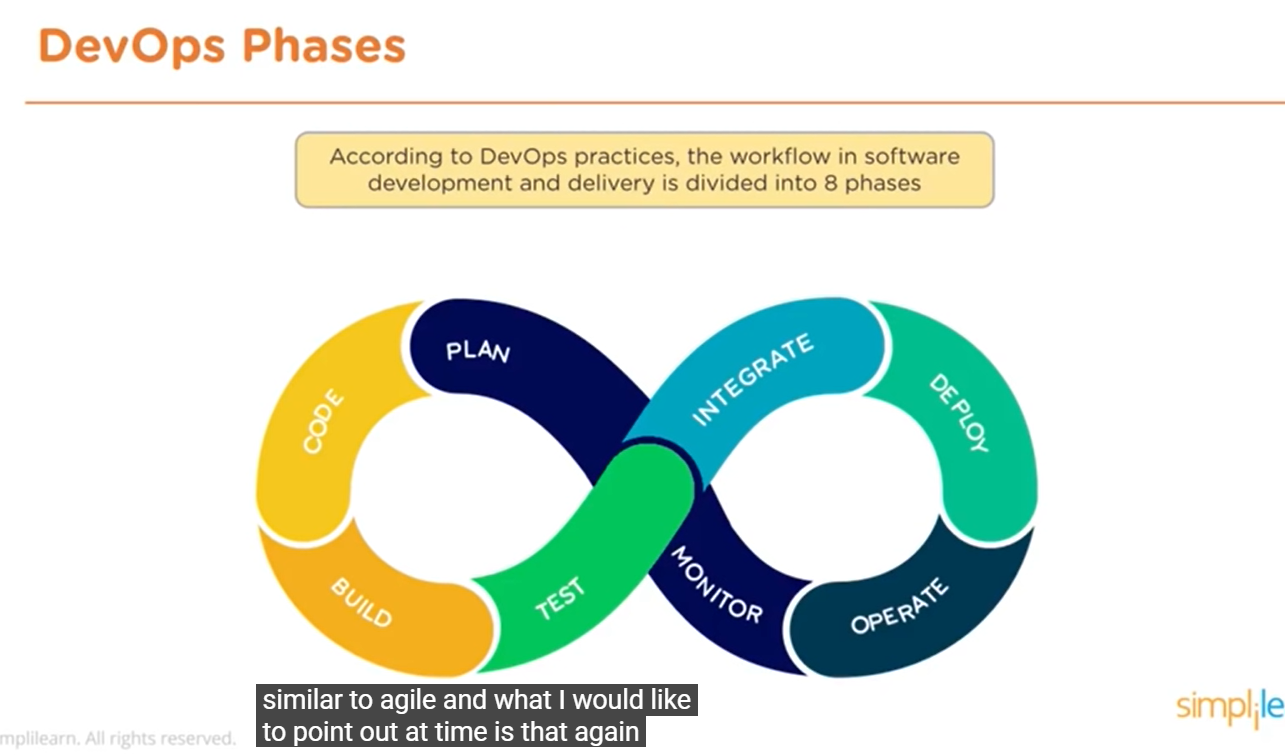 DevOps Phases
According to DevOps practices, the workflow in software
development and delivery is divided into 8 phases
PLAN
CODE
BUILD
TEST
INTEGRATE
DEPLOY
OPERATE
MONITOR
similar to agile and what I would like
to point out at time is that again
mplilearn. All rights reserved.
simplile